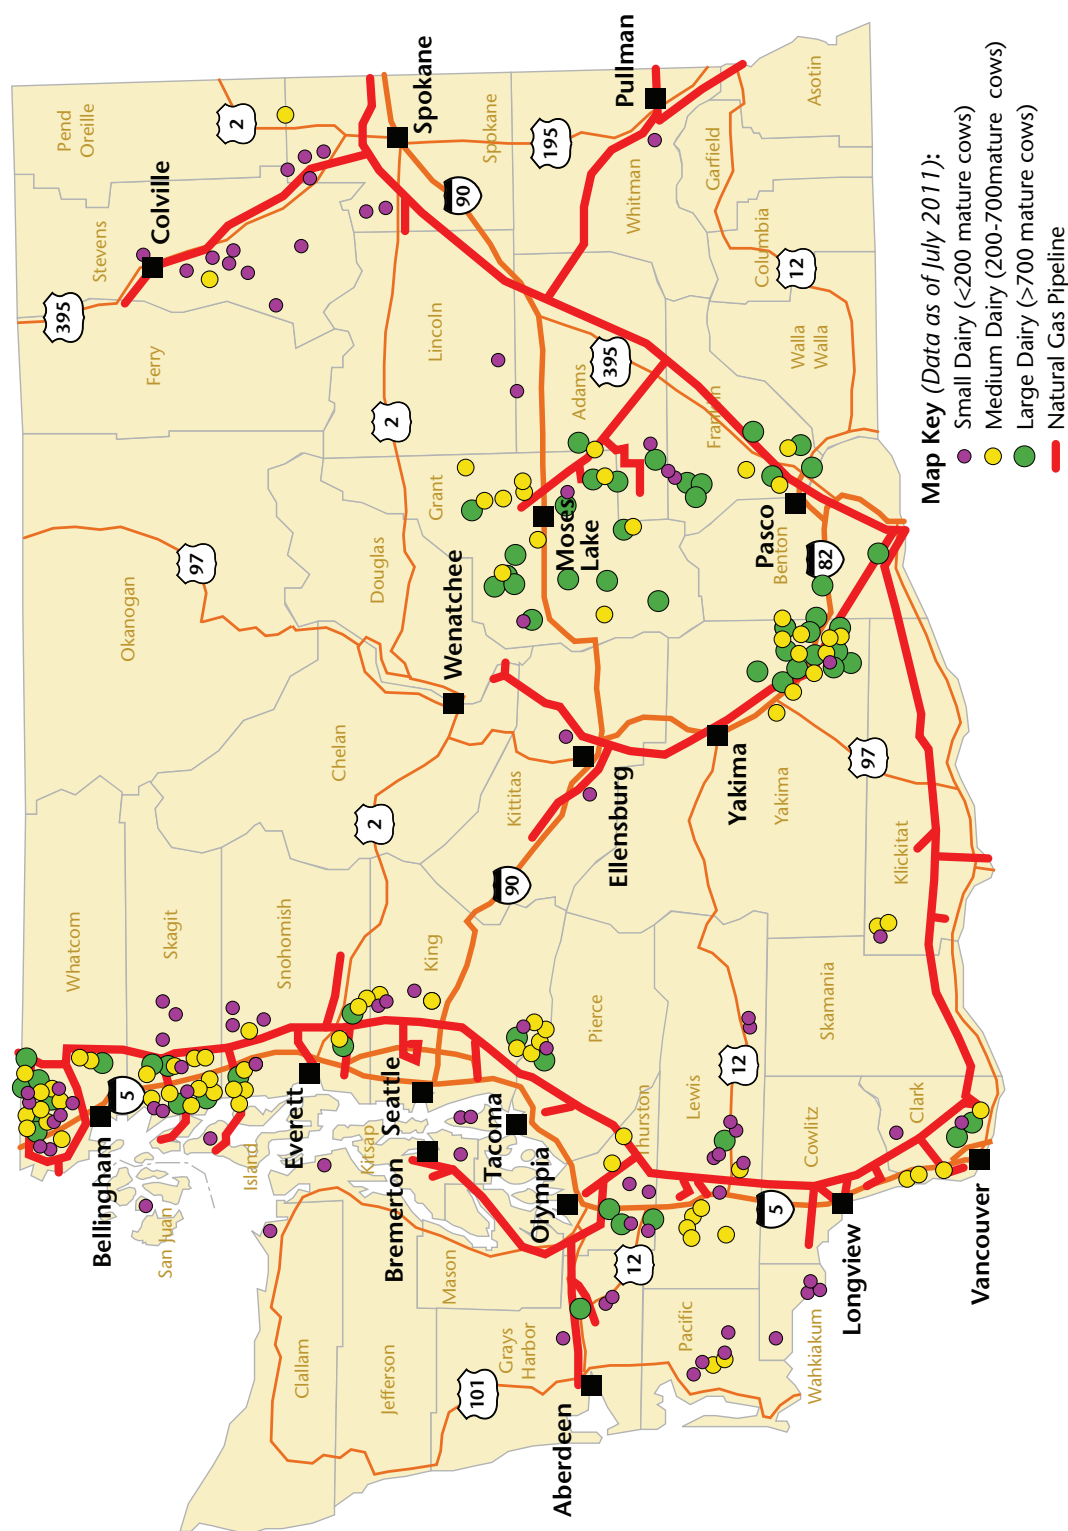 Map Key (Data as of July 2011):
Small Dairy (<200 mature cows)
Medium Dairy (200-700mature cows)
Large Dairy (>700 mature cows)
Natural Gas Pipeline
Whatcom
Skagit
Snohomish
King
Pierce
Thurston
Lewis
Cowlitz
Clark
Skamania
Klickitat
Yakima
Kittitas
Chelan
Okanogan
Douglas
Grant
Benton
Franklin
Adams
Lincoln
Ferry
Stevens
Pend
Oreille
Spokane
Whitman
Garfield
Columbia
Walla
Walla
Asotin
San Juan
Island
Kitsap
Mason
Clallam
Jefferson
Grays
Harbor
Pacific
Wahkiakum
Bellingham
Everett
Seattle
Bremerton
Tacoma
Olympia
Aberdeen
Longview
Vancouver
Yakima
Ellensburg
Wenatchee
Moses
Lake
Pasco
Colville
Spokane
Pullman
395
2
90
195
12
395
2
97
82
97
2
90
5
12
5
12
101